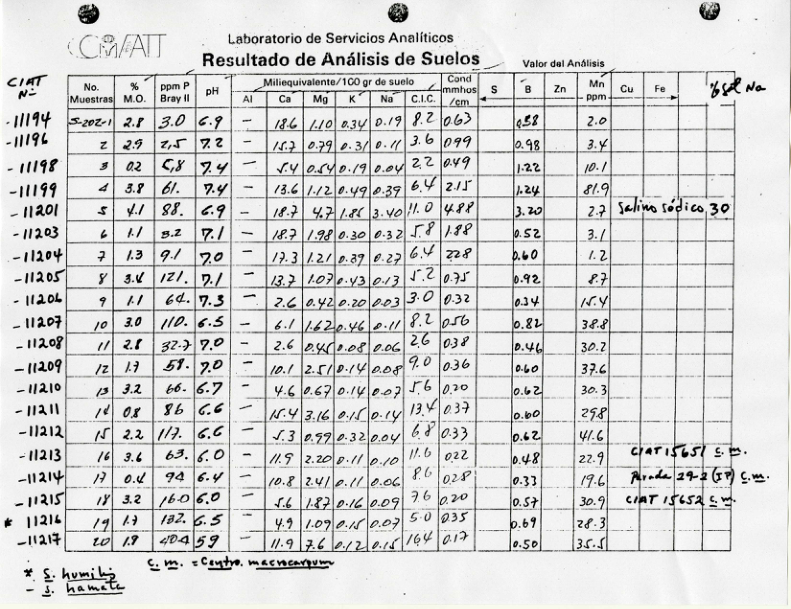 CIAT
Laboratorio de Servicios Analíticos
Resultado de Análisis de Suelos
Valor del Análisis
CIAT N= No. Muestras % M.O. ppm P Bray II pH Miliequivalente/100 gr de suelo Al Ca Mg K Na C.I.C. Cond mmhos /cm S B Zn Mn ppm Cu Fe % Sat Na
-11194 S-202-1 2.8 3.0 6.9 — 18.6 1.10 0.34 0.19 8.2 0.63 0.58 2.0
-11196 2 2.9 2,5 7.2 — 15.7 0.79 0.31 0.11 3.6 099 0.98 3.4
-11198 3 0.2 5,8 7.4 — 5.4 0.54 0.19 0.04 2.2 0.49 1.22 10.1
-11199 4 3.8 61. 7.4 — 13.6 1.12 0.49 0.39 6.4 2.15 1.24 81.9
-11201 5 4.1 88. 6.9 — 18.7 4.7 1.85 3.40 11.0 4.88 3.20 2.7 Salino sódico 30
-11203 6 1.1 3.2 7.1 — 18.7 1.98 0.30 0.32 5.8 1.88 0.52 3.1
-11204 7 1.3 9.1 7.0 — 17.3 1.21 0.39 0.27 6.4 228 0.60 1.2
-11205 8 3.4 121. 7.1 — 13.7 1.07 0.43 0.13 5.2 0.75 0.92 8.7
-11206 9 1.1 64. 7.3 — 2.6 0.42 0.20 0.03 3.0 0.32 0.34 15.4
-11207 10 3.0 110. 6.5 — 6.1 1.62 0.46 0.11 8.2 056 0.82 38.8
-11208 11 2.8 32.7 7.0 — 2.6 0.45 0.08 0.06 2.6 038 0.46 30.2
-11209 12 1.7 58. 7.0 — 10.1 2.51 0.14 0.08 9.0 0.36 0.60 37.6
-11210 13 3.2 66. 6.7 — 4.6 0.67 0.14 0.07 5.6 0.20 0.62 30.3
-11211 14 0.8 86 6.6 — 15.4 3.16 0.15 0.14 13.4 0.37 0.60 29.8
-11212 15 2.2 117. 6.6 — 5.3 0.99 0.32 0.04 6.8 0.33 0.62 41.6
-11213 16 3.6 63. 6.0 — 11.9 2.20 0.11 0.10 11.6 022 0.48 22.9 CIAT 15651 c.m.
-11214 17 0.4 94 6.4 — 10.8 2.41 0.11 0.06 8.6 028 0.33 19.6 29-2 c.m.
-11215 18 3.2 16.0 6.0 — 5.6 1.87 0.16 0.09 7.6 0.20 0.57 30.9 CIAT 15652 c.m.
* 11216 19 1.7 132. 6.5 — 4.9 1.09 0.15 0.07 5.0 035 0.69 28.3
-11217 20 1.9 40.4 59 — 11.9 7.6 0.12 0.15 164 0.17 0.50 35.5
* S. humilis c.m. = Centro. macrocarpum
- S. hamata